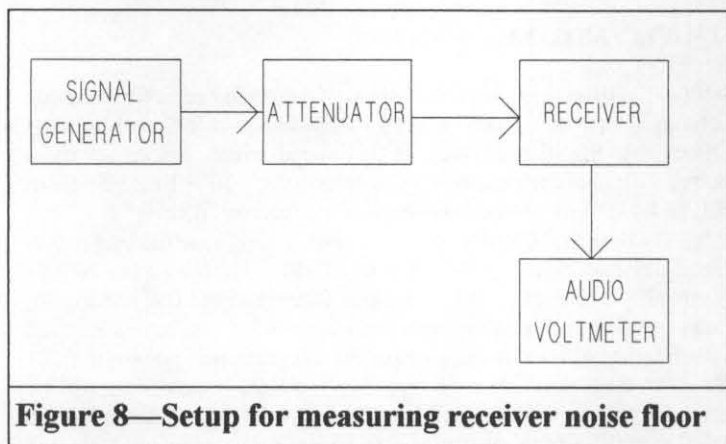 SIGNAL
GENERATOR
ATTENUATOR
RECEIVER
AUDIO
VOLTMETER
Figure 8—Setup for measuring receiver noise floor